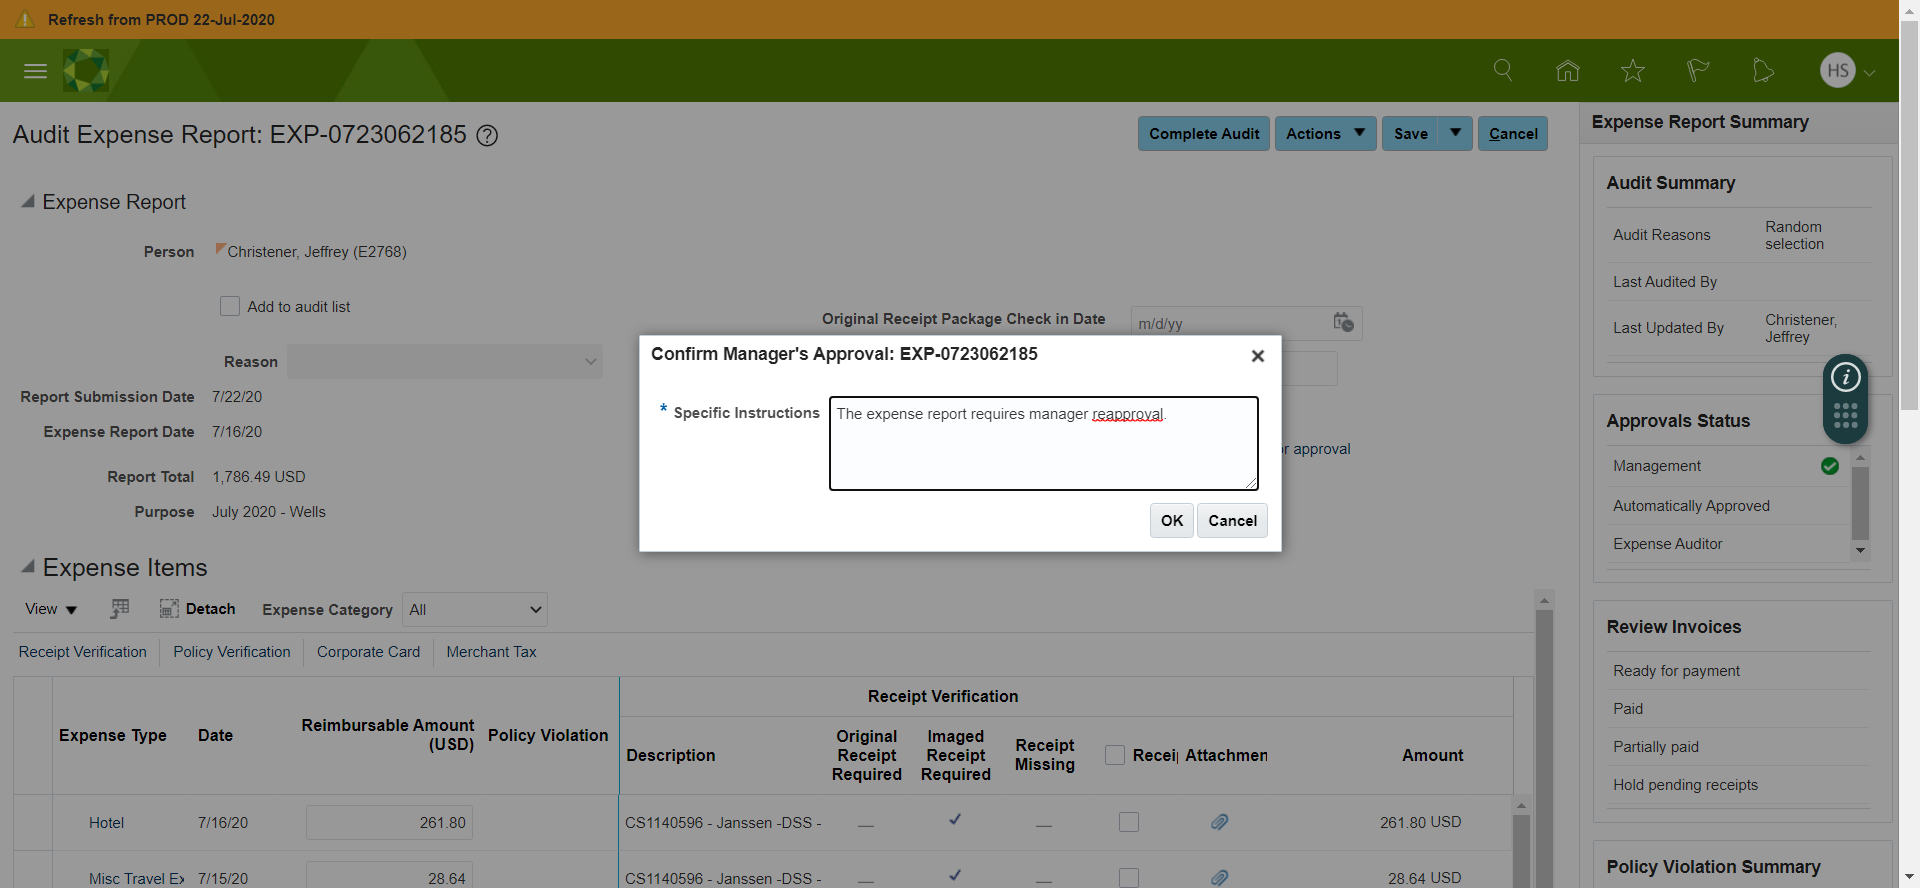 Refresh from PROD 22-Jul-2020
HS
Audit Expense Report: EXP-0723062185 ?
Complete Audit Actions Save Cancel
Expense Report
Person Christener, Jeffrey (E2768)
Add to audit list
Original Receipt Package Check in Date m/d/yy
Reason
Report Submission Date 7/22/20
Expense Report Date 7/16/20
Report Total 1,786.49 USD
Purpose July 2020 - Wells
r approval
Confirm Manager's Approval: EXP-0723062185
* Specific Instructions The expense report requires manager reapproval.
OK Cancel
Expense Items
View Detach Expense Category All
Receipt Verification Policy Verification Corporate Card Merchant Tax
Receipt Verification
Expense Type Date Reimbursable Amount (USD) Policy Violation Description Original Receipt Required Imaged Receipt Required Receipt Missing Recei Attachmen Amount
Hotel 7/16/20 261.80 CS1140596 - Janssen -DSS - 261.80 USD
Misc Travel Ex 7/15/20 28.64 CS1140596 - Janssen -DSS - 28.64 USD
Expense Report Summary
Audit Summary
Audit Reasons Random selection
Last Audited By
Last Updated By Christener, Jeffrey
i
Approvals Status
Management
Automatically Approved
Expense Auditor
Review Invoices
Ready for payment
Paid
Partially paid
Hold pending receipts
Policy Violation Summary